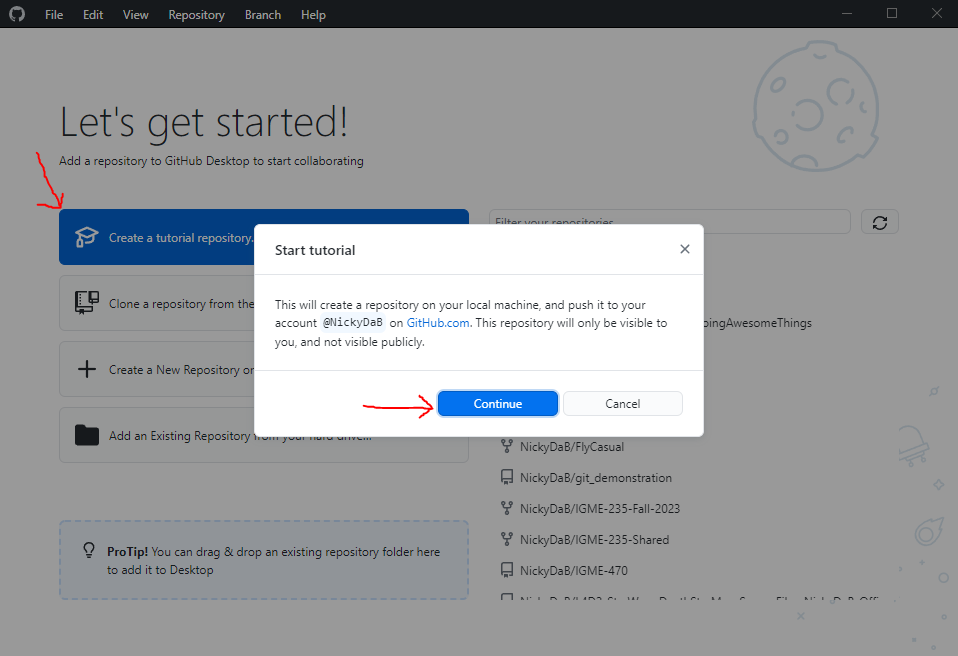 File Edit View Repository Branch Help
Let's get started!
Add a repository to GitHub Desktop to start collaborating
Filter your repositories
Create a tutorial repository.
Start tutorial
Clone a repository from the
This will create a repository on your local machine, and push it to your
account @NickyDaB on GitHub.com. This repository will only be visible to
you, and not visible publicly.
oingAwesomeThings
Create a New Repository on
Continue
Cancel
Add an Existing Repository from your hard drive...
NickyDaB/FlyCasual
NickyDaB/git_demonstration
NickyDaB/IGME-235-Fall-2023
NickyDaB/IGME-235-Shared
NickyDaB/IGME-470
ProTip! You can drag & drop an existing repository folder here
to add it to Desktop